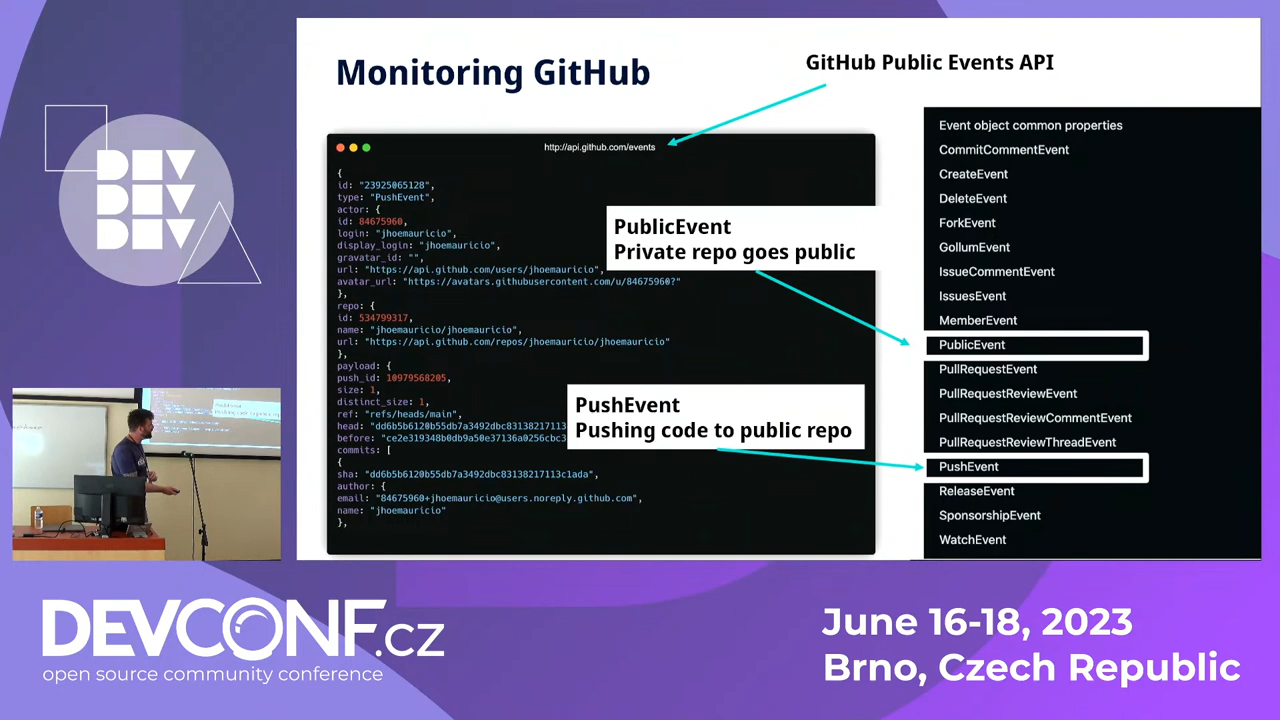 Monitoring GitHub
GitHub Public Events API
http://api.github.com/events
{
id: "23925065128",
type: "PushEvent",
actor: {
id: 84675960,
login: "jhoemauricio",
display_login: "jhoemauricio",
gravatar_id: "",
url: "https://api.github.com/users/jhoemauricio",
avatar_url: "https://avatars.githubusercontent.com/u/84675960?"
},
repo: {
id: 534799317,
name: "jhoemauricio/jhoemauricio",
url: "https://api.github.com/repos/jhoemauricio/jhoemauricio"
},
payload: {
push_id: 10979568205,
size: 1,
distinct_size: 1,
ref: "refs/heads/main",
head: "dd6b5b6120b55db7a3492dbc83138217113
before: "ce2e319348b0db9a50e37136a0256cbc3
commits: [
{
sha: "dd6b5b6120b55db7a3492dbc83138217113c1ada",
author: {
email: "84675960+jhoemauricio@users.noreply.github.com",
name: "jhoemauricio"
},
PublicEvent
Private repo goes public
PushEvent
Pushing code to public repo
Event object common properties
CommitCommentEvent
CreateEvent
DeleteEvent
ForkEvent
GollumEvent
IssueCommentEvent
IssuesEvent
MemberEvent
PublicEvent
PullRequestEvent
PullRequestReviewEvent
PullRequestReviewCommentEvent
PullRequestReviewThreadEvent
PushEvent
ReleaseEvent
SponsorshipEvent
WatchEvent
DEV
DEV
DEV
DEVCONF.cz
open source community conference
June 16-18, 2023
Brno, Czech Republic